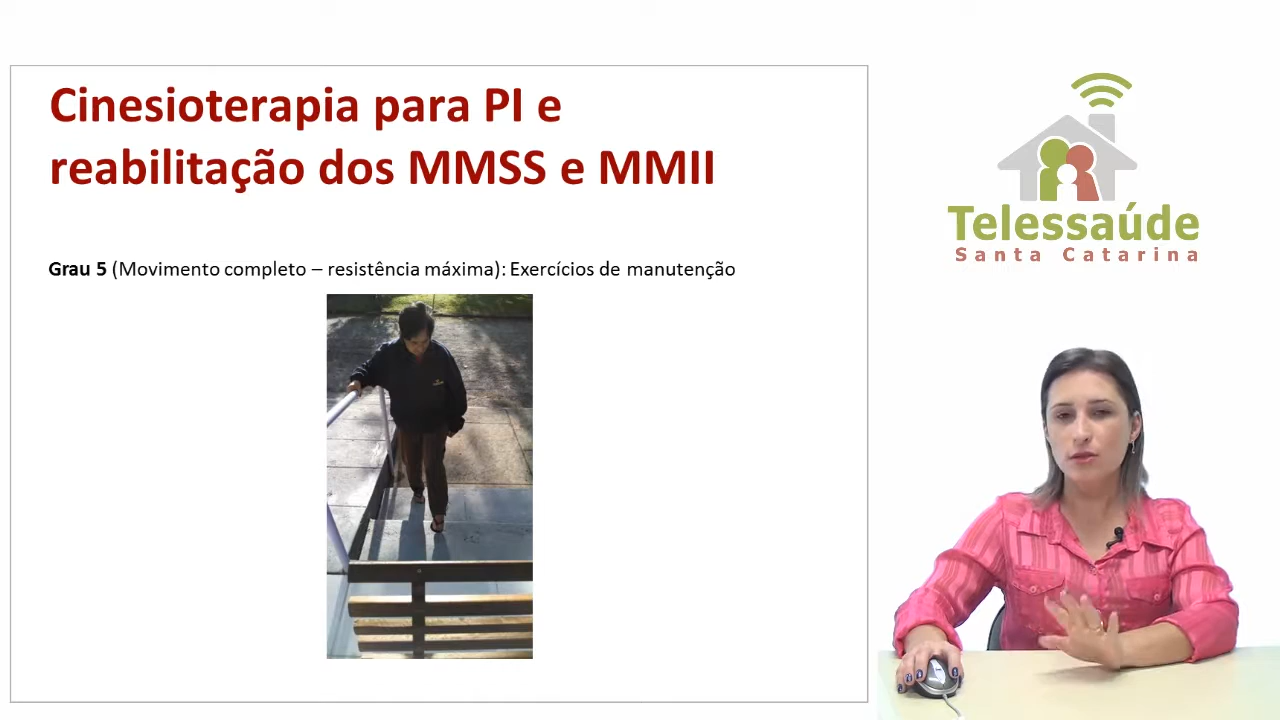 Cinesioterapia para PI e
reabilitação dos MMSS e MMII
Grau 5 (Movimento completo – resistência máxima): Exercícios de manutenção
Telessaúde
Santa Catarina